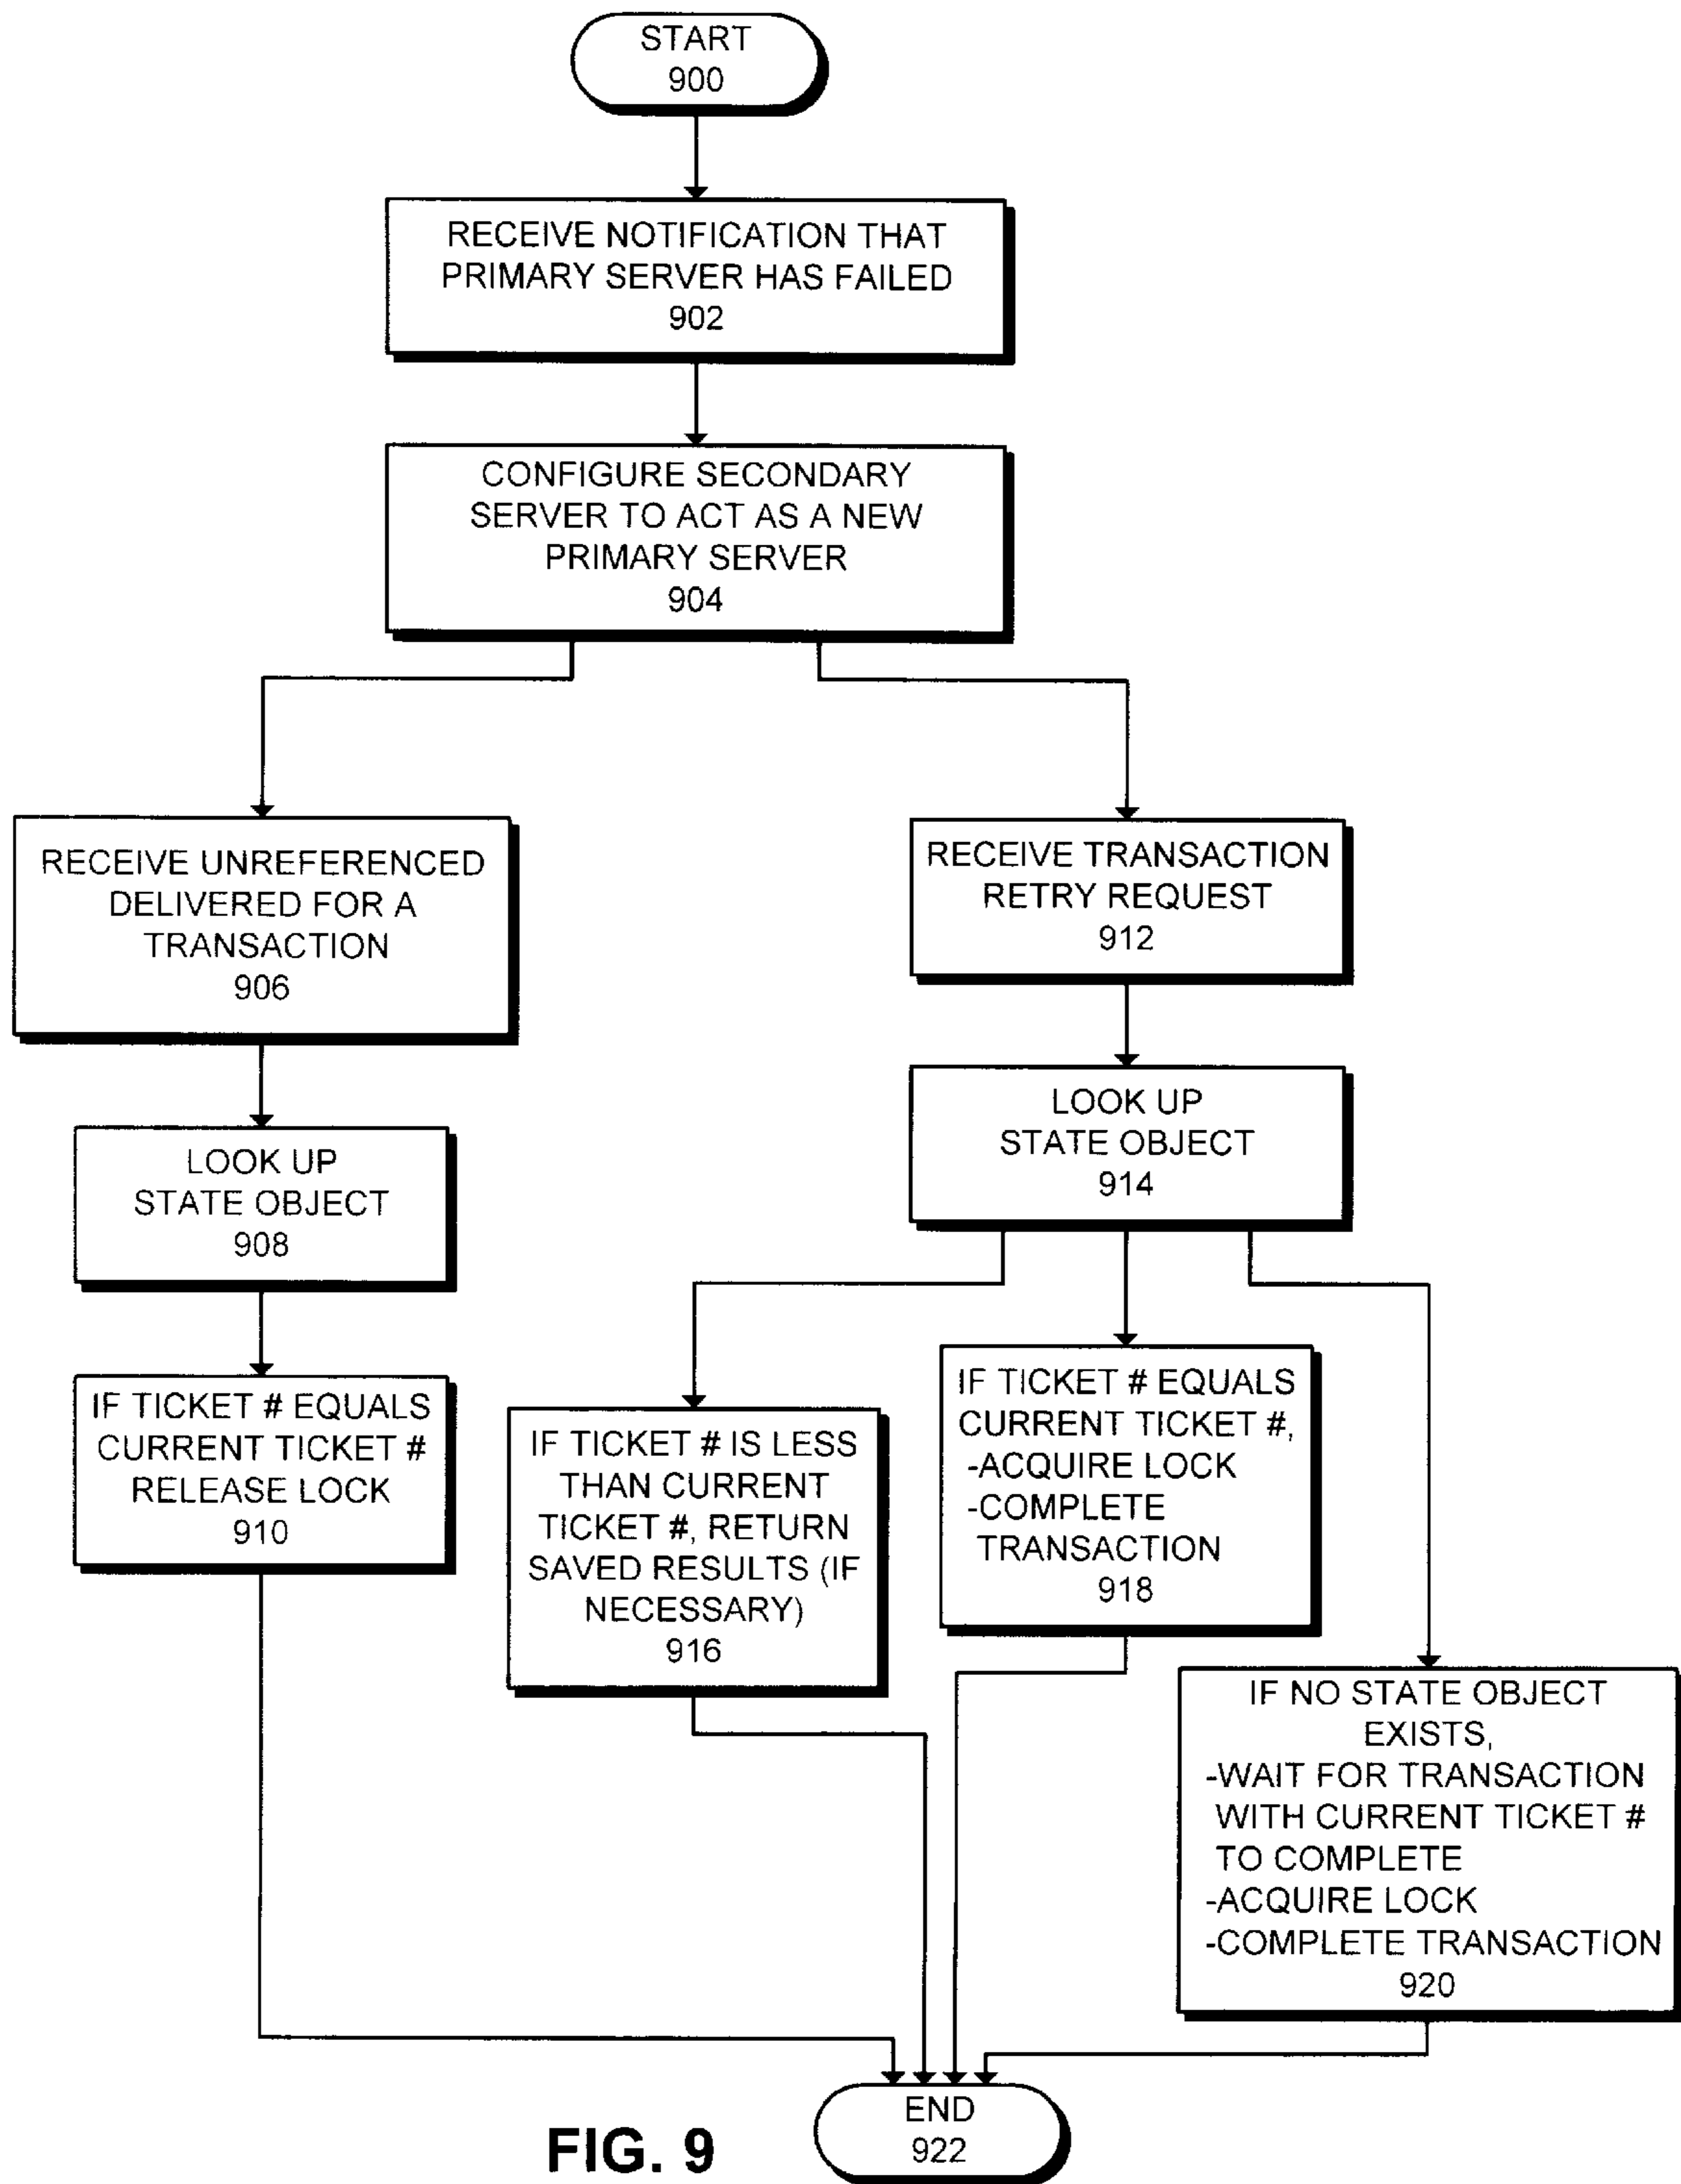 START
900
RECEIVE NOTIFICATION THAT
PRIMARY SERVER HAS FAILED
902
CONFIGURE SECONDARY
SERVER TO ACT AS A NEW
PRIMARY SERVER
904
RECEIVE UNREFERENCED
DELIVERED FOR A
TRANSACTION
906
LOOK UP
STATE OBJECT
908
IF TICKET # EQUALS
CURRENT TICKET #
RELEASE LOCK
910
RECEIVE TRANSACTION
RETRY REQUEST
912
LOOK UP
STATE OBJECT
914
IF TICKET # IS LESS
THAN CURRENT
TICKET #, RETURN
SAVED RESULTS (IF
NECESSARY)
916
IF TICKET # EQUALS
CURRENT TICKET #,
-ACQUIRE LOCK
-COMPLETE
TRANSACTION
918
IF NO STATE OBJECT
EXISTS,
-WAIT FOR TRANSACTION
WITH CURRENT TICKET #
TO COMPLETE
-ACQUIRE LOCK
-COMPLETE TRANSACTION
920
END
922
FIG. 9